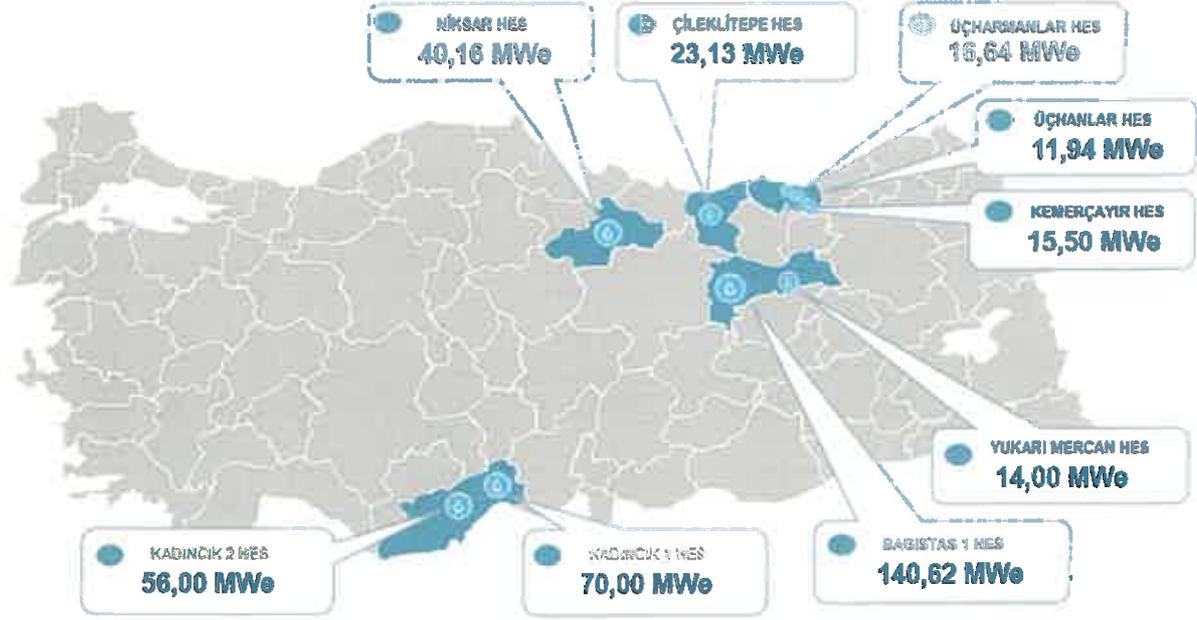 NİKSAR HES
40,16 MWe
ÇİLEKLİTEPE HES
23,13 MWe
ÜÇHARMANLAR HES
16,64 MWe
ÜÇHANLAR HES
11,94 MWe
KEMERÇAYIR HES
15,50 MWe
YUKARI MERCAN HES
14,00 MWe
BAĞIŞTAŞ 1 HES
140,62 MWe
KADINCIK 1 HES
70,00 MWe
KADINCIK 2 HES
56,00 MWe